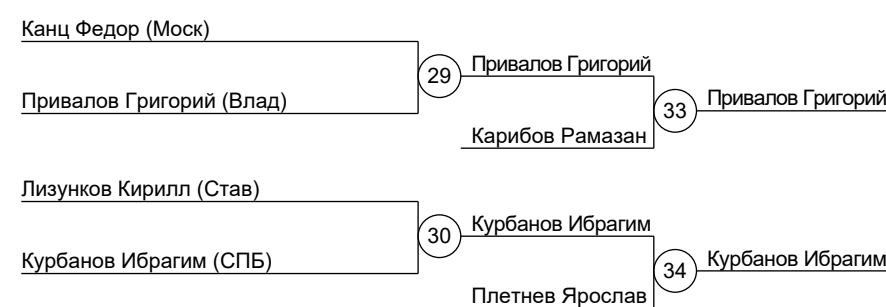 Канц Федор (Моск)
29
Привалов Григорий
Привалов Григорий (Влад)
33
Привалов Григорий
Карибов Рамазан
Лизунков Кирилл (Став)
30
Курбанов Ибрагим
Курбанов Ибрагим (СПБ)
34
Курбанов Ибрагим
Плетнев Ярослав